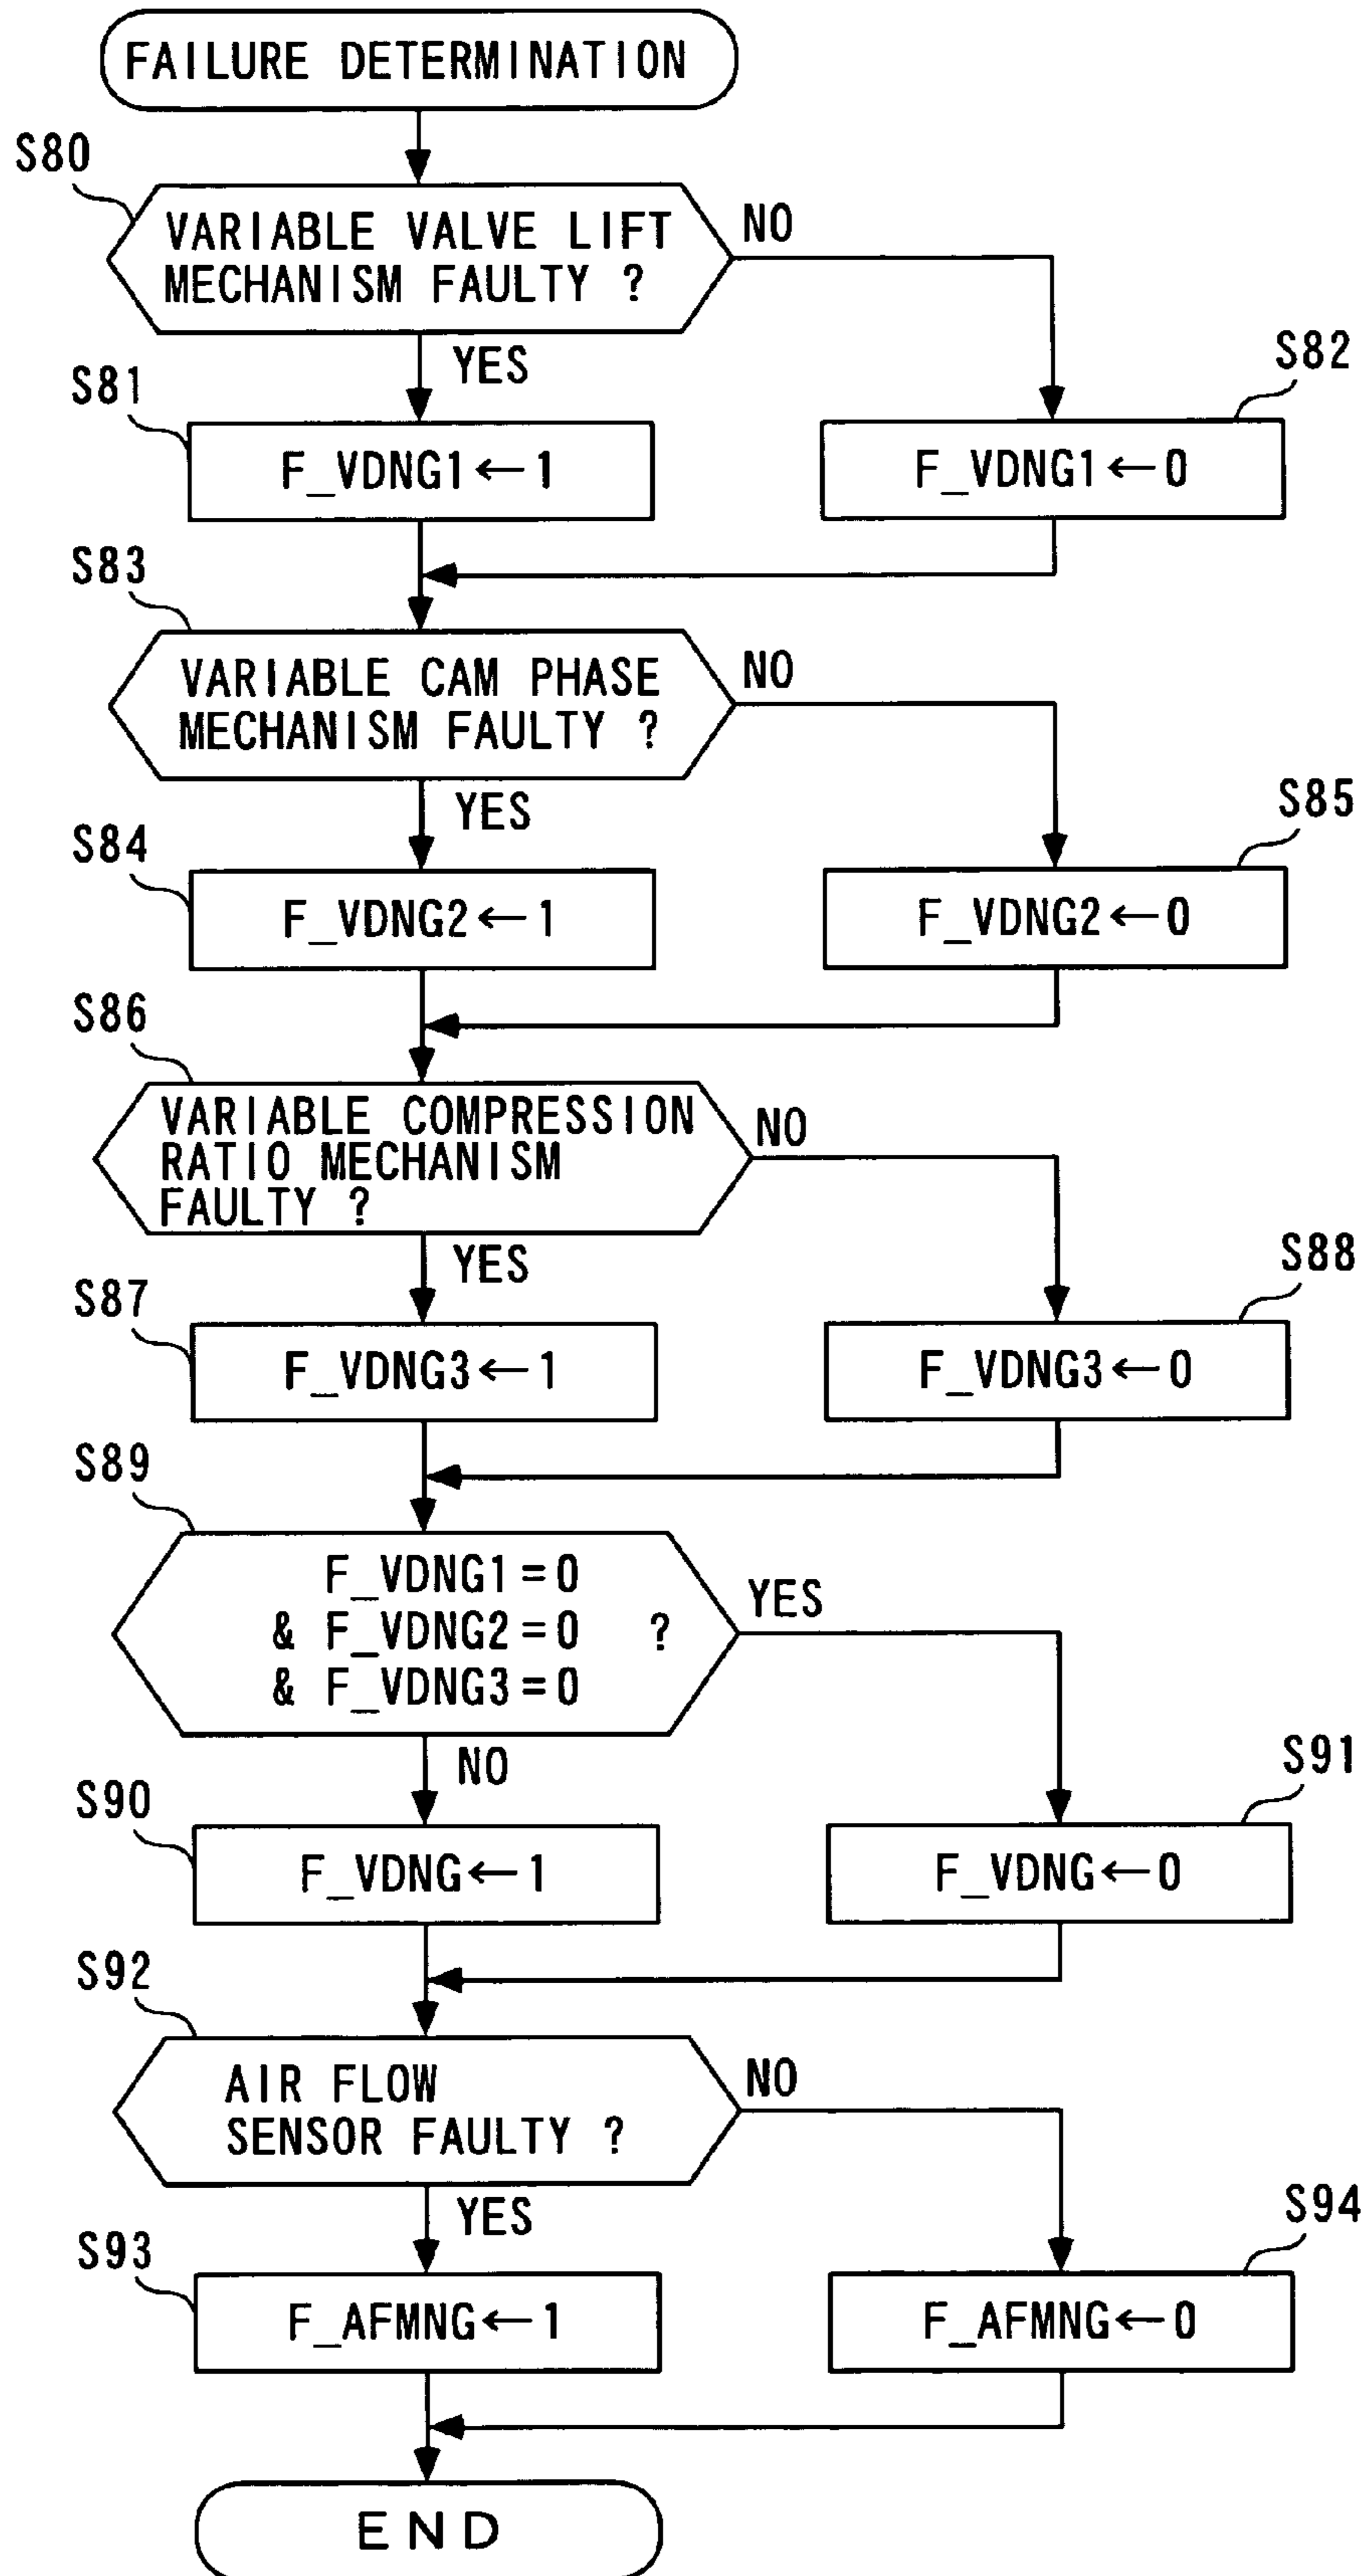 FAILURE DETERMINATION
S80
VARIABLE VALVE LIFT
MECHANISM FAULTY ?
NO
YES
S81
F_VDNG1←1
S82
F_VDNG1←0
S83
VARIABLE CAM PHASE
MECHANISM FAULTY ?
NO
YES
S84
F_VDNG2←1
S85
F_VDNG2←0
S86
VARIABLE COMPRESSION
RATIO MECHANISM
FAULTY ?
NO
YES
S87
F_VDNG3←1
S88
F_VDNG3←0
S89
F_VDNG1=0
& F_VDNG2=0 ?
& F_VDNG3=0
YES
NO
S90
F_VDNG←1
S91
F_VDNG←0
S92
AIR FLOW
SENSOR FAULTY ?
NO
YES
S93
F_AFMNG←1
S94
F_AFMNG←0
END